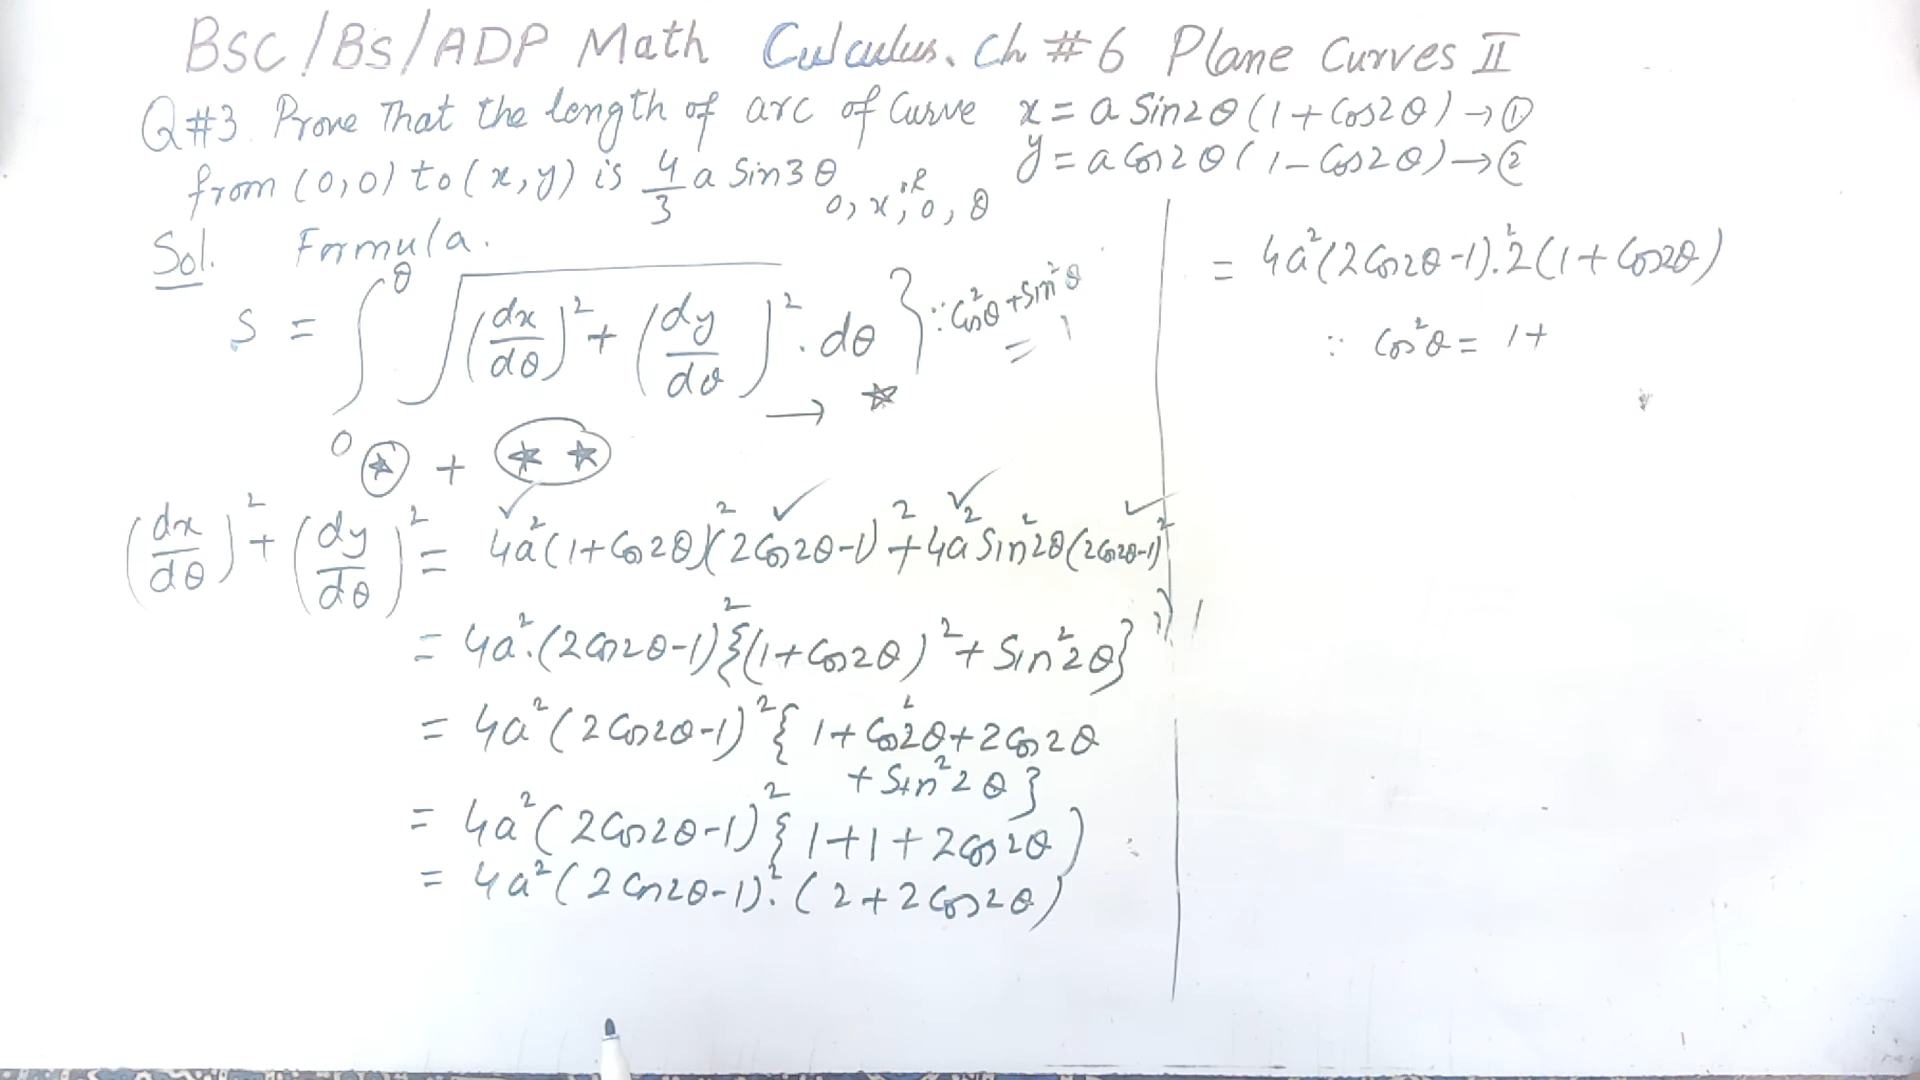 BSC/BS/ADP Math Calculus. Ch #6 Plane Curves II
Q#3. Prove That the length of arc of Curve x = a Sin2θ(1+Cos2θ) → ①
y = a Cos2θ(1-Cos2θ) → ②
from (0,0) to (x,y) is 4/3 a Sin3θ
0, x; 0, θ
Sol. Formula.
S = ∫₀^θ √((dx/dθ)² + (dy/dθ)²) . dθ } ∵ Cos²θ + Sin²θ = 1
→ ☆
☆ + ☆ ☆
(dx/dθ)² + (dy/dθ)² = 4a²(1+Cos2θ)²(2Cos2θ-1)² + 4a² Sin²2θ(2Cos2θ-1)²
= 4a².(2Cos2θ-1)²{(1+Cos2θ)² + Sin²2θ}
= 4a²(2Cos2θ-1)²{ 1+Cos²2θ+2Cos2θ
+ Sin²2θ}
= 4a²(2Cos2θ-1)²{1+1+2Cos2θ)
= 4a²(2Cos2θ-1)².(2+2Cos2θ)
= 4a²(2Cos2θ-1)².2(1+Cos2θ)
∵ Cos²θ = 1+